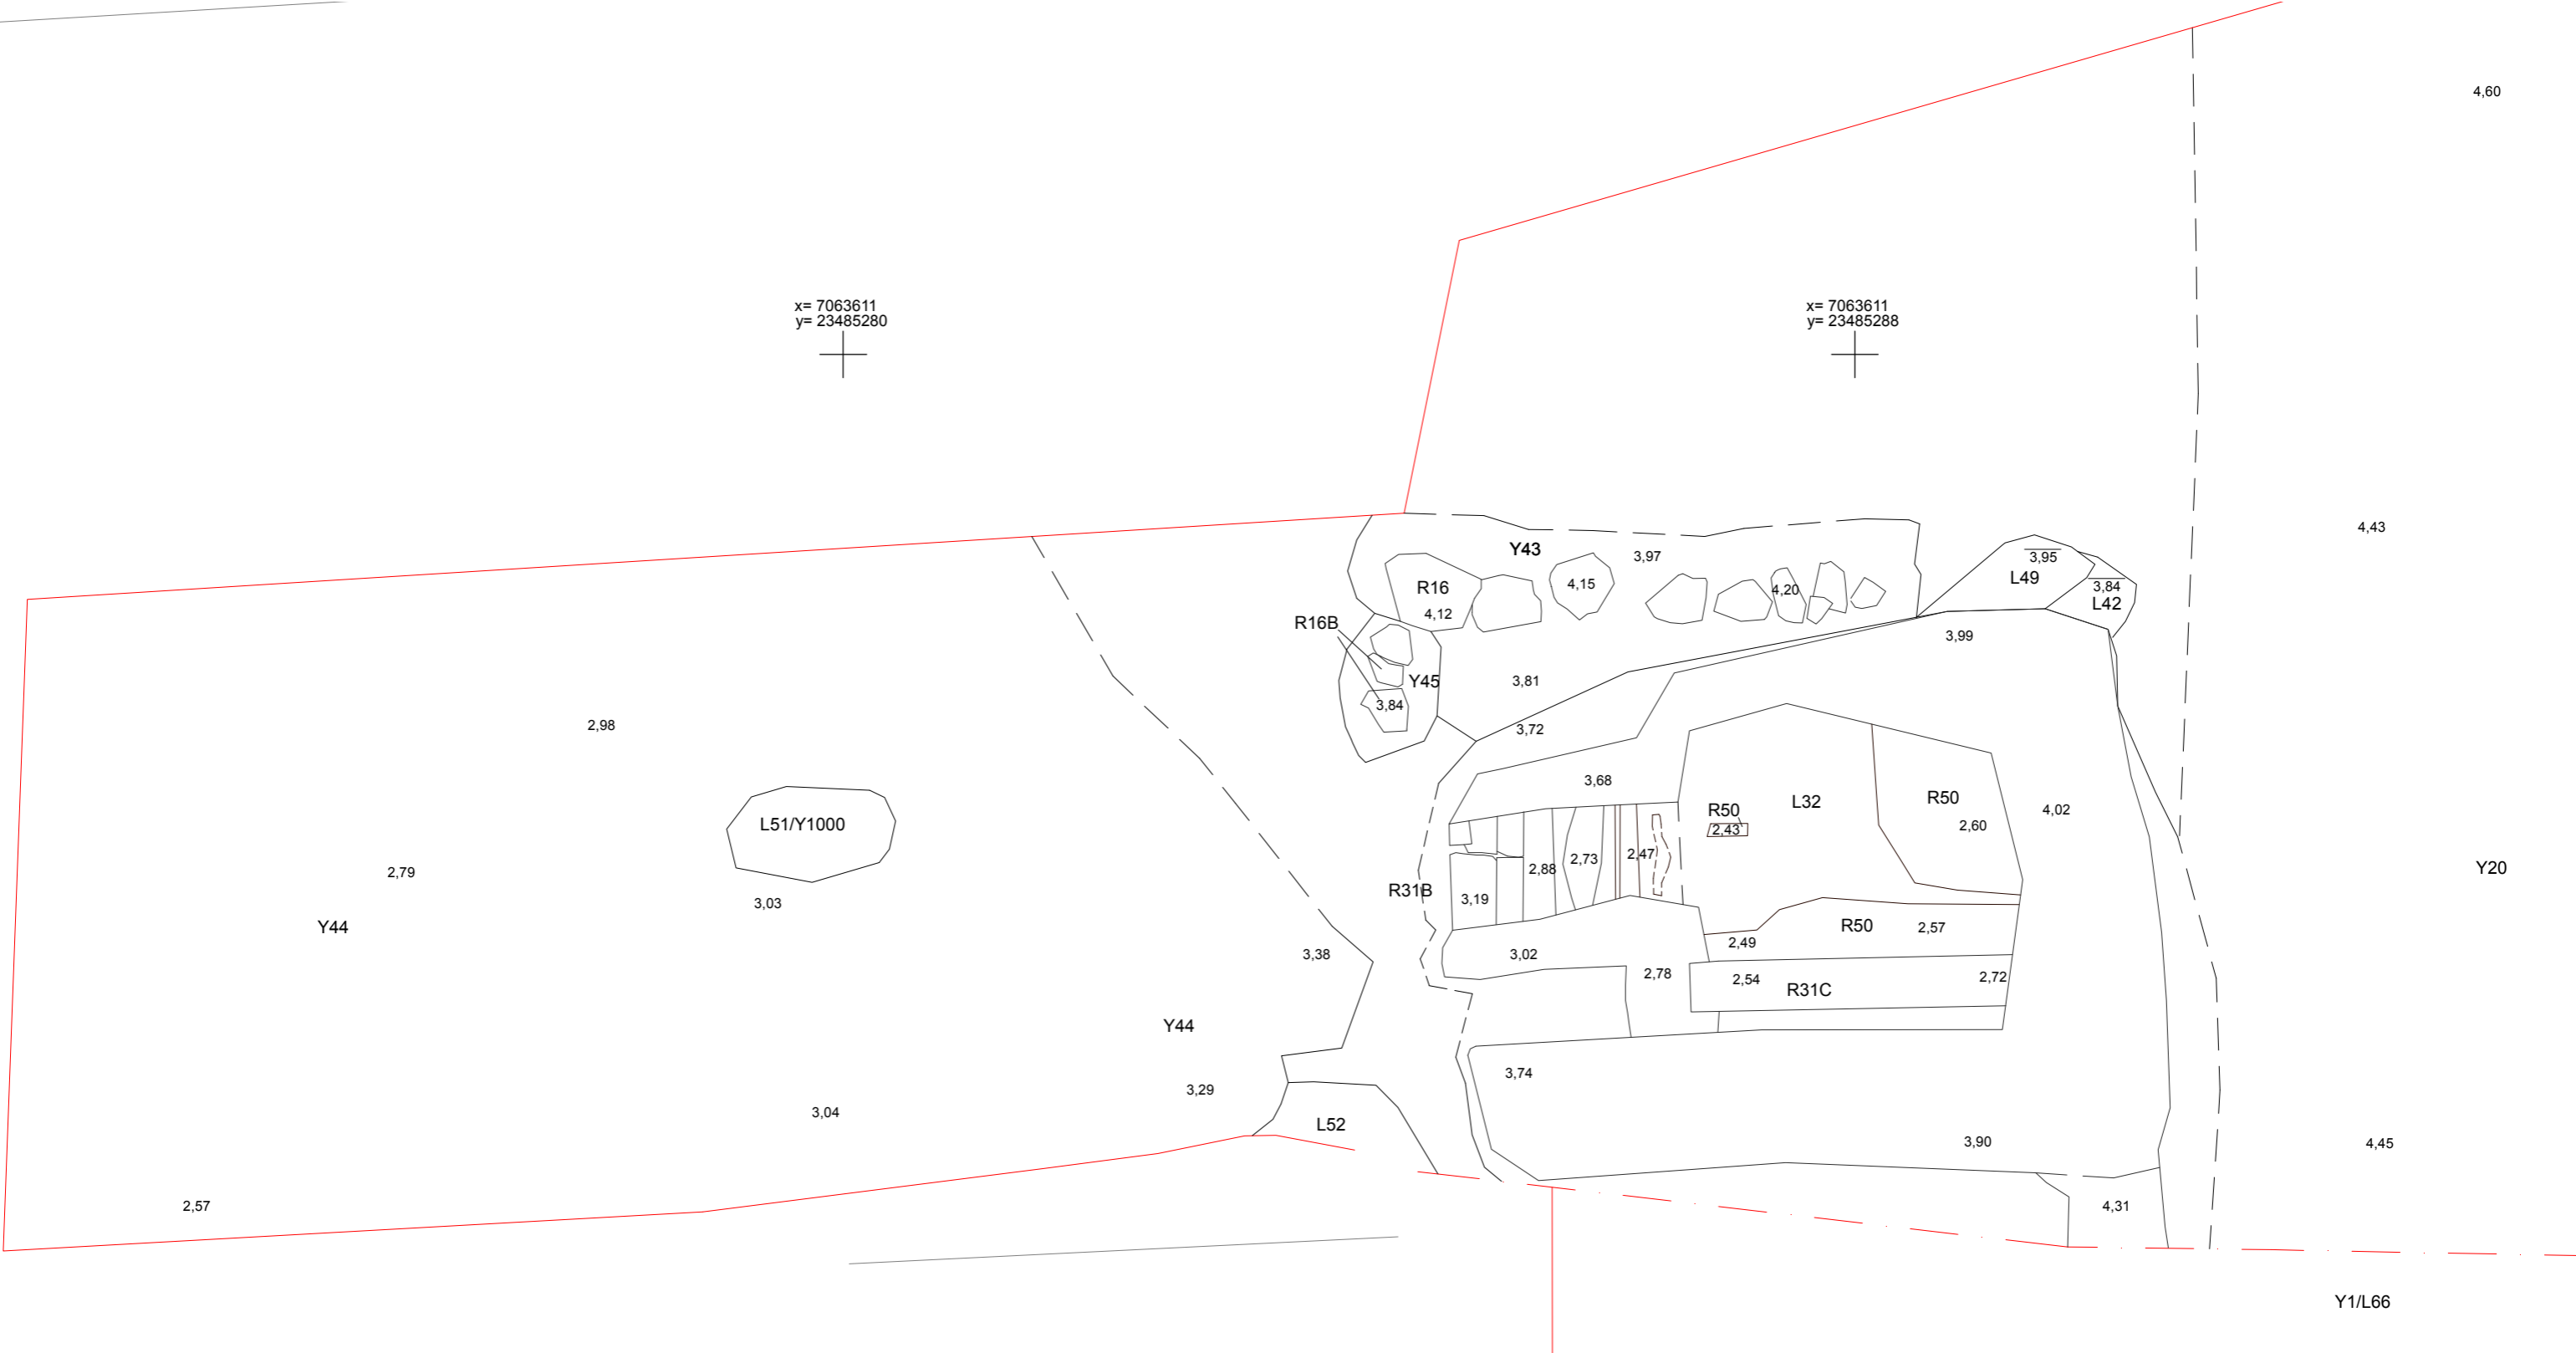 4,60
x= 7063611
y= 23485280
x= 7063611
y= 23485288
4,43
Y43
3,97
3,95
L49
3,84
L42
R16
4,12
4,15
4,20
R16B
3,99
Y45
3,84
3,81
3,72
2,98
3,68
L51/Y1000
R50
2,43
L32
R50
2,60
4,02
2,79
3,03
Y44
R31B
3,19
2,88
2,73
2,47
Y20
3,38
3,02
2,78
2,49
R50
2,57
2,54
R31C
2,72
Y44
3,29
3,04
L52
3,74
3,90
4,45
2,57
4,31
Y1/L66